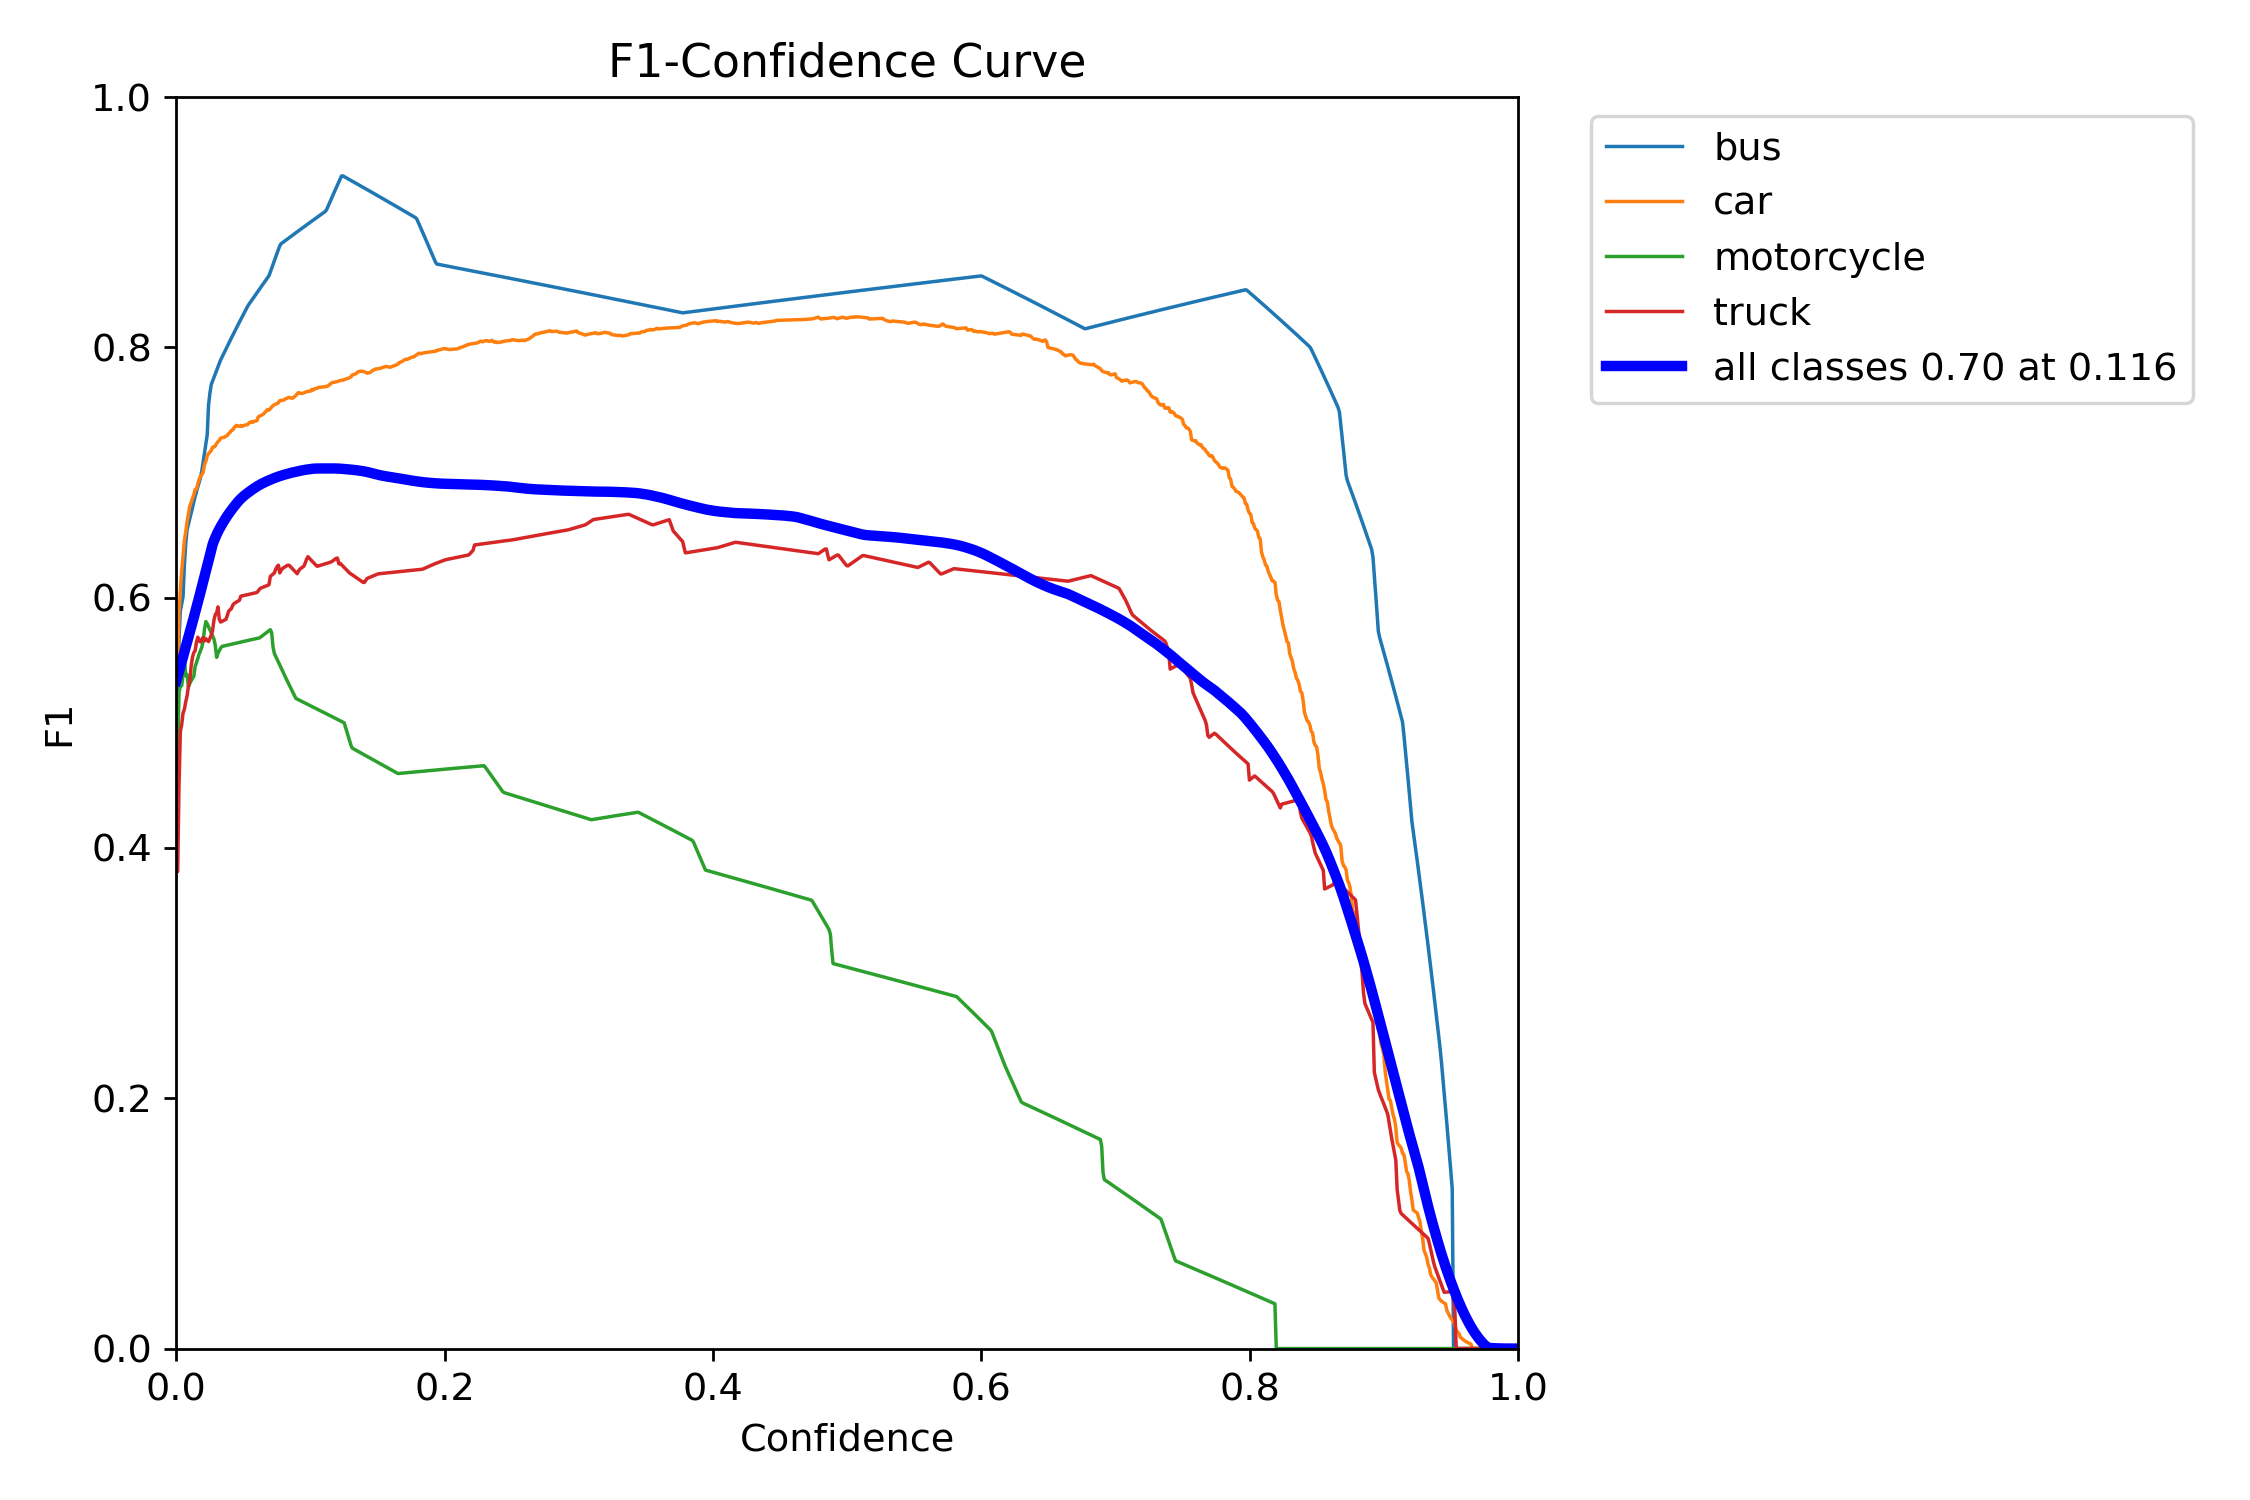 F1-Confidence Curve
1.0
0.8
0.6
0.4
0.2
0.0
F1
0.0 0.2 0.4 0.6 0.8 1.0
Confidence
bus
car
motorcycle
truck
all classes 0.70 at 0.116